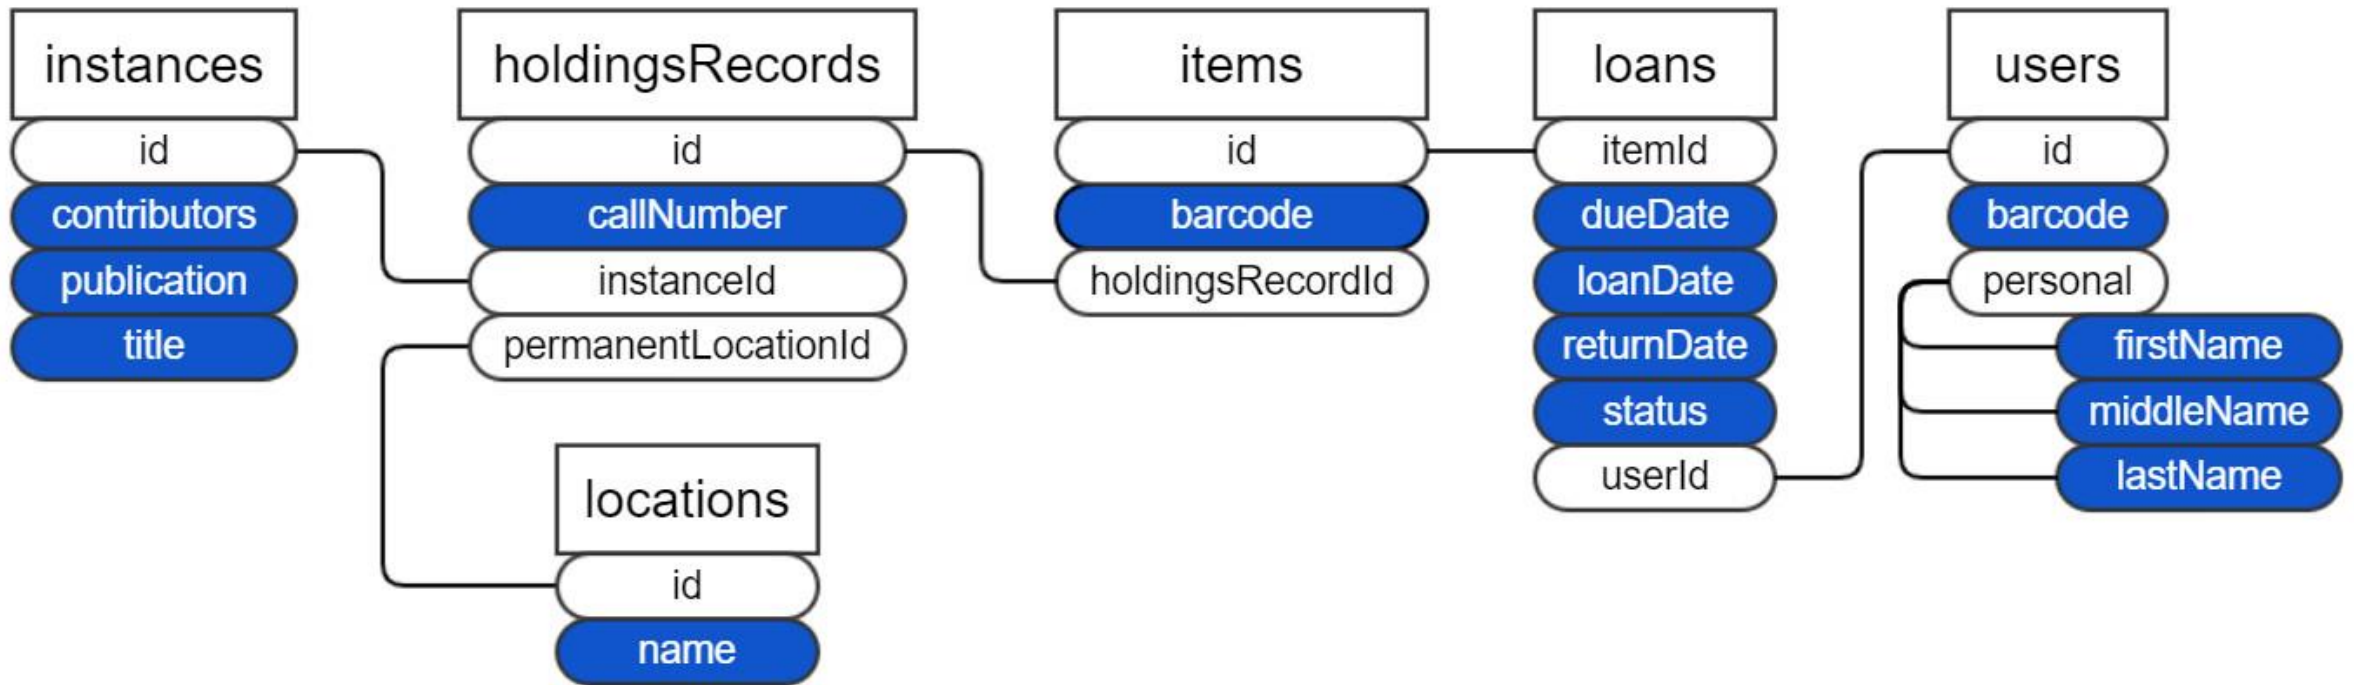 instances
id
contributors
publication
title
holdingsRecords
id
callNumber
instanceId
permanentLocationId
locations
id
name
items
id
barcode
holdingsRecordId
loans
itemId
dueDate
loanDate
returnDate
status
userId
users
id
barcode
personal
firstName
middleName
lastName